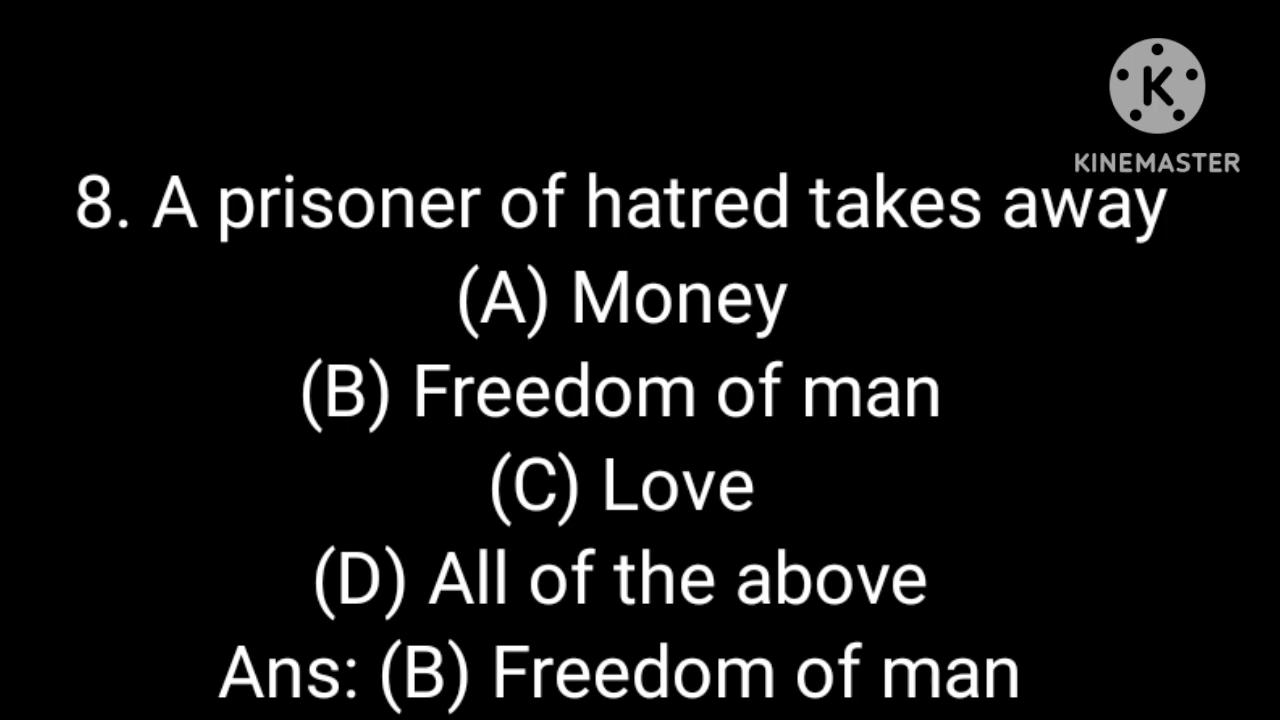 K
KINEMASTER
8. A prisoner of hatred takes away
(A) Money
(B) Freedom of man
(C) Love
(D) All of the above
Ans: (B) Freedom of man